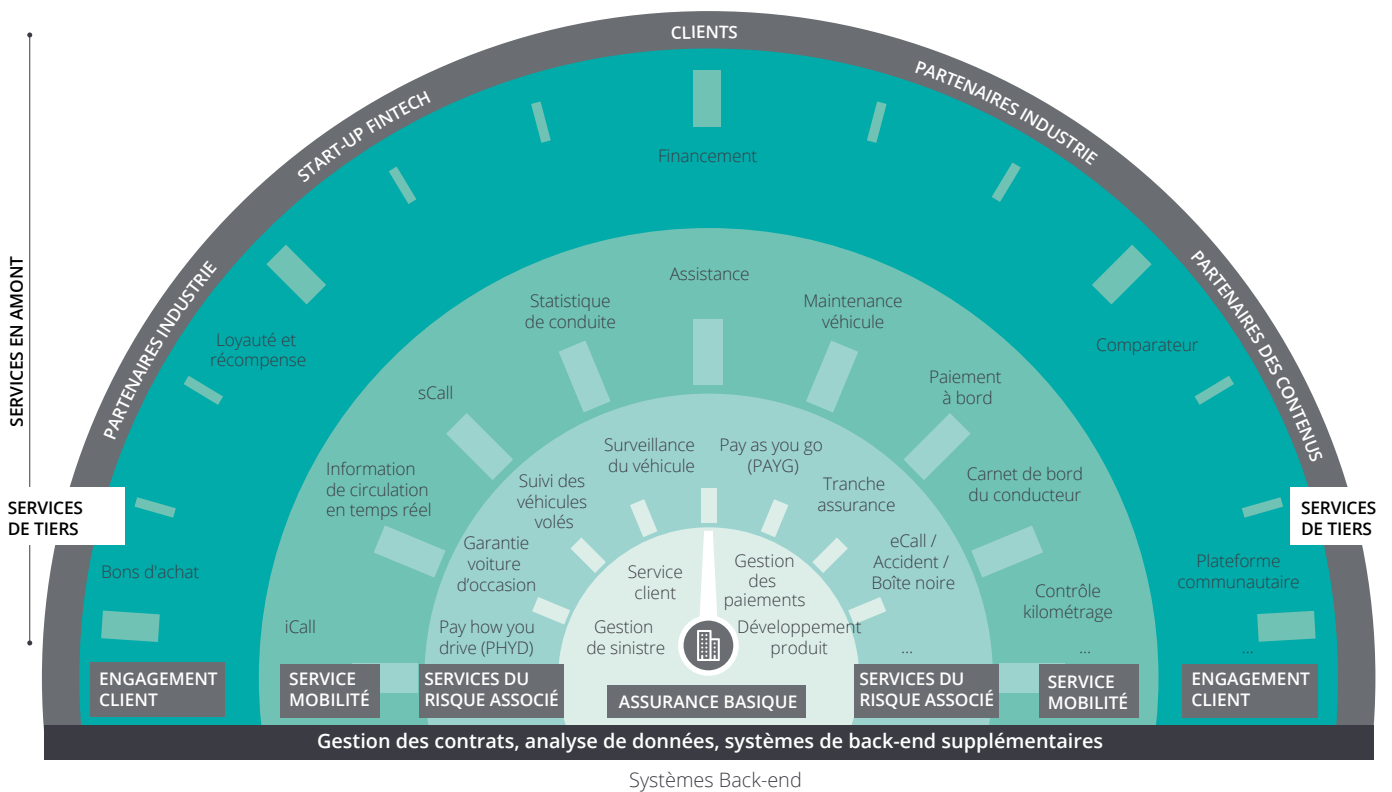 CLIENTS
PARTENAIRES INDUSTRIE
START-UP FINTECH
PARTENAIRES INDUSTRIE
PARTENAIRES DES CONTENUS
SERVICES EN AMONT
SERVICES
DE TIERS
SERVICES
DE TIERS
Financement
Loyauté et
récompense
Comparateur
Bons d'achat
Plateforme
communautaire
...
Assistance
Statistique
de conduite
Maintenance
véhicule
sCall
Paiement
à bord
Information
de circulation
en temps réel
Carnet de bord
du conducteur
iCall
Contrôle
kilométrage
...
Surveillance
du véhicule
Pay as you go
(PAYG)
Suivi des
véhicules
volés
Tranche
assurance
Garantie
voiture
d’occasion
eCall /
Accident /
Boîte noire
Pay how you
drive (PHYD)
...
Service
client
Gestion
des
paiements
Gestion
de sinistre
Développement
produit
ENGAGEMENT
CLIENT
SERVICE
MOBILITÉ
SERVICES DU
RISQUE ASSOCIÉ
ASSURANCE BASIQUE
SERVICES DU
RISQUE ASSOCIÉ
SERVICE
MOBILITÉ
ENGAGEMENT
CLIENT
Gestion des contrats, analyse de données, systèmes de back-end supplémentaires
Systèmes Back-end